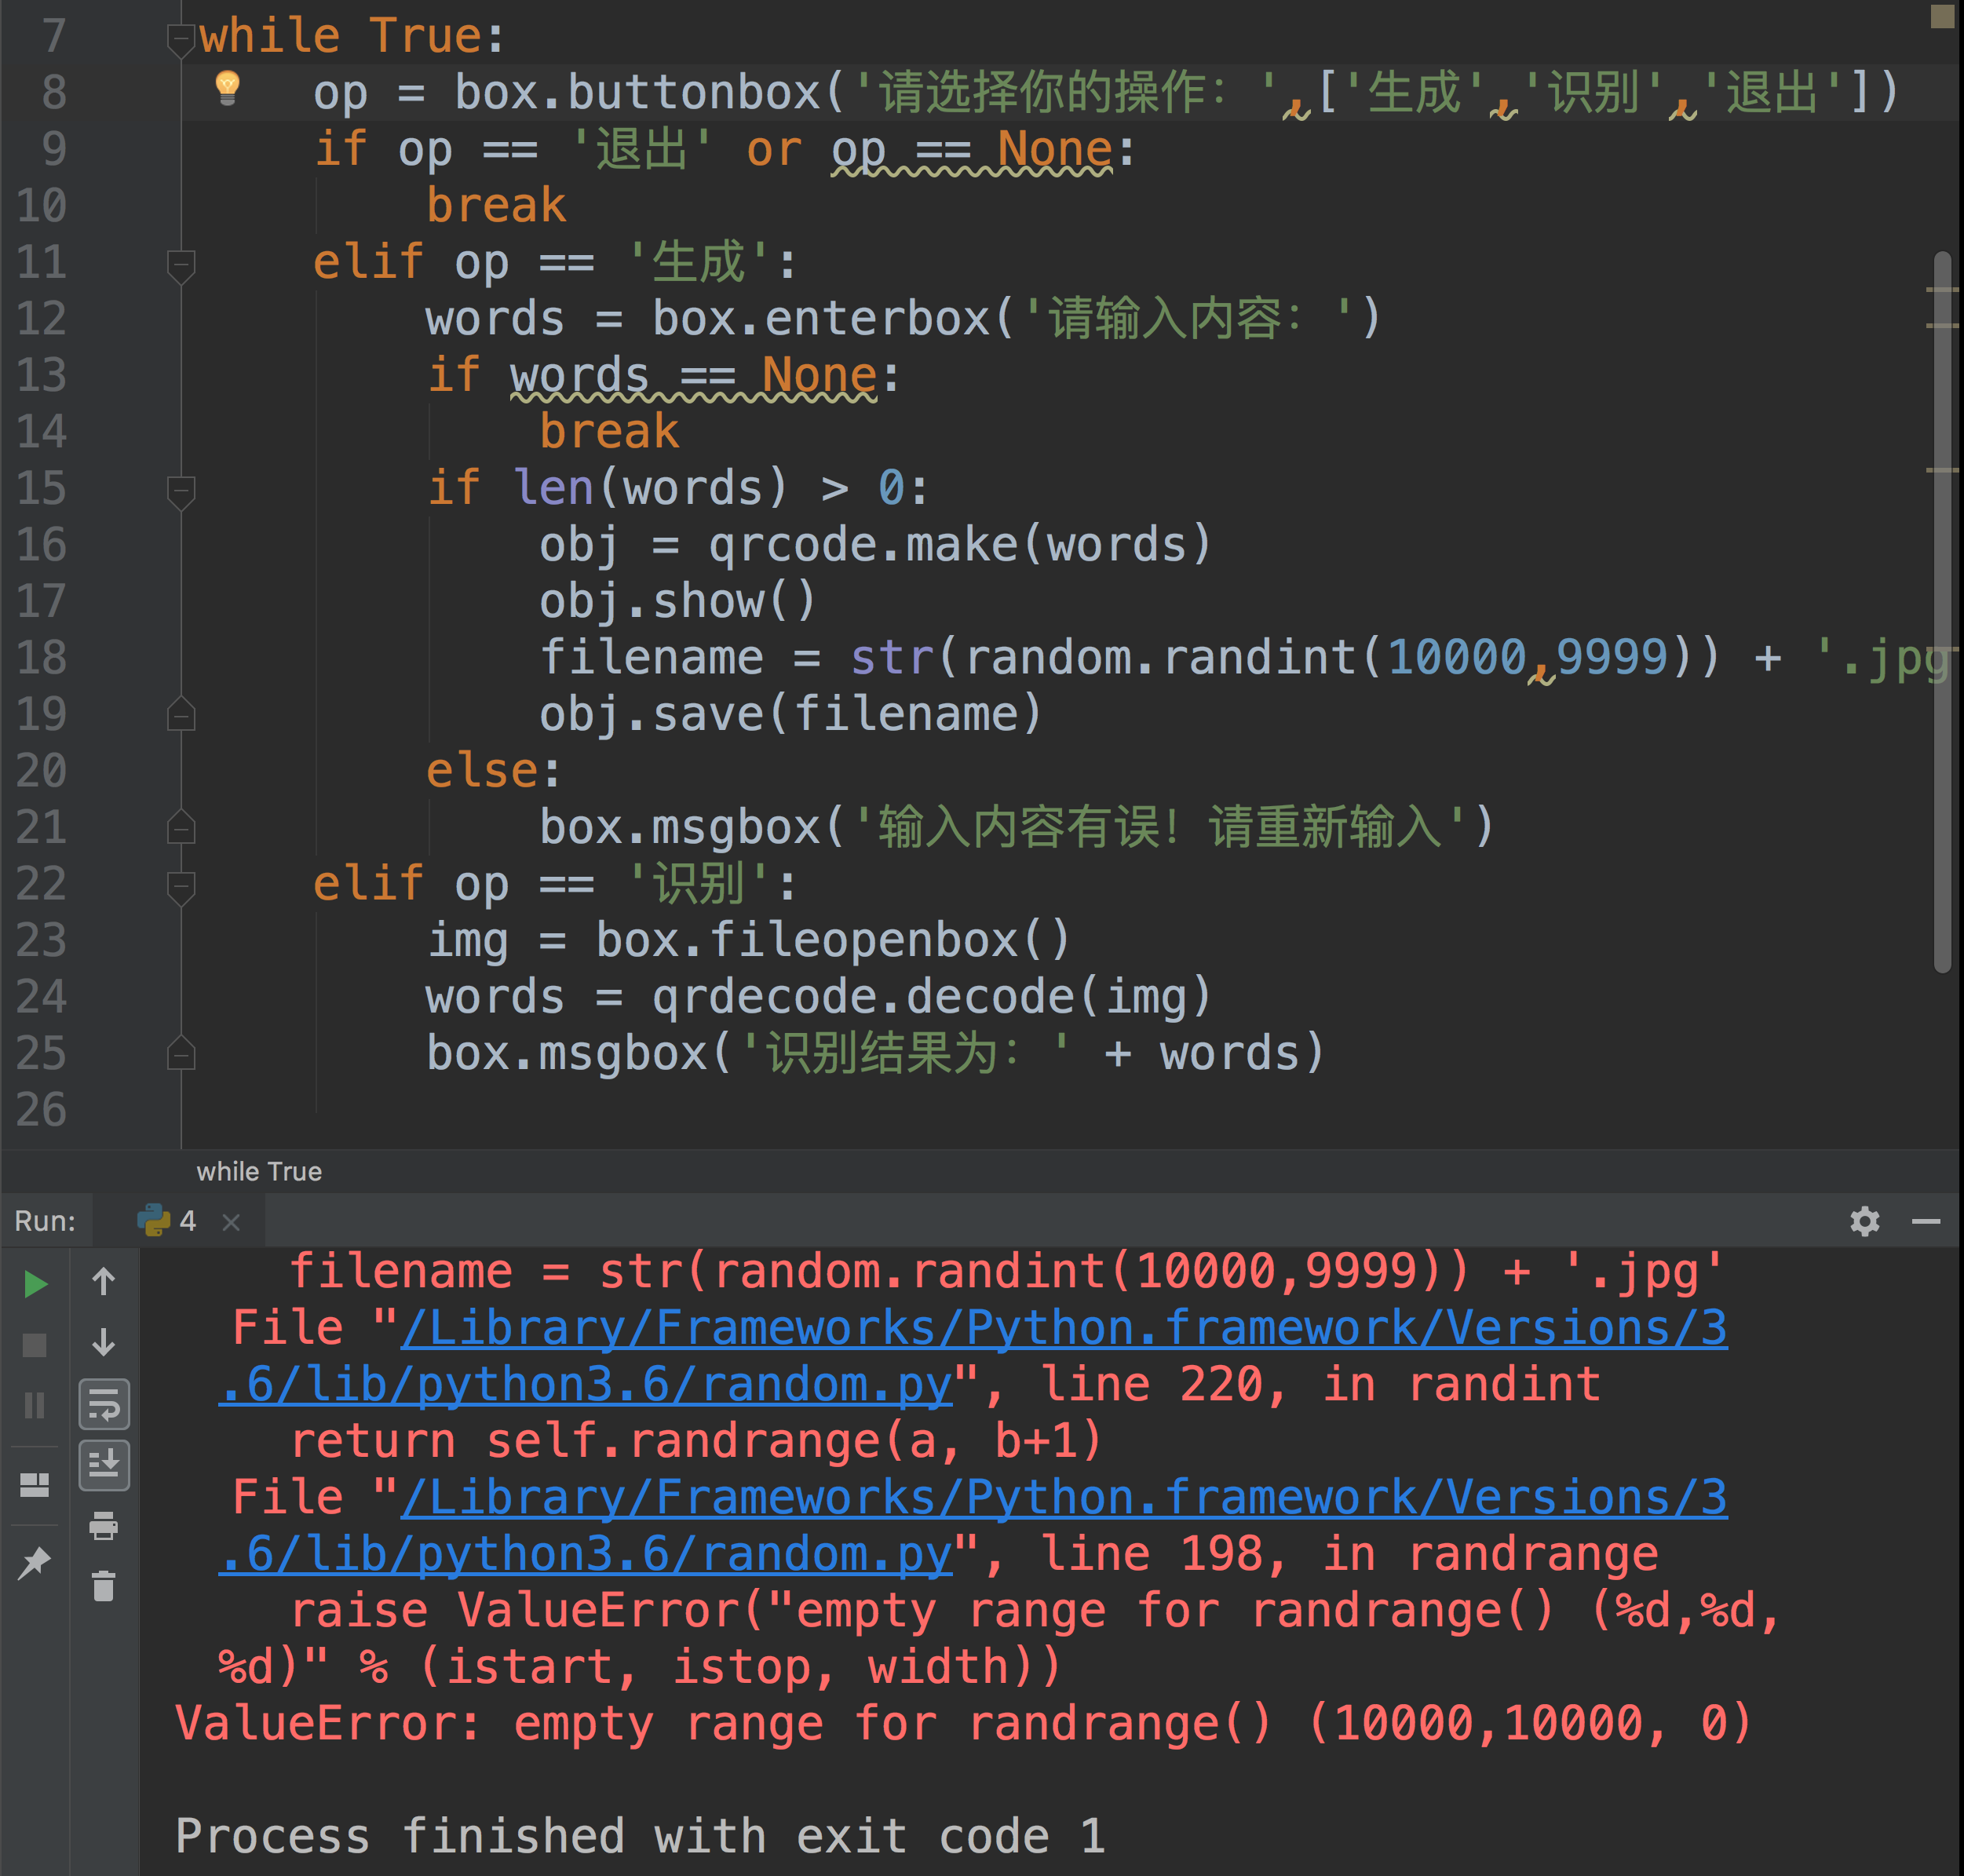 7 while True:
8 op = box.buttonbox('请选择你的操作：',['生成','识别','退出'])
9 if op == '退出' or op == None:
10 break
11 elif op == '生成':
12 words = box.enterbox('请输入内容：')
13 if words == None:
14 break
15 if len(words) > 0:
16 obj = qrcode.make(words)
17 obj.show()
18 filename = str(random.randint(10000,9999)) + '.jpg
19 obj.save(filename)
20 else:
21 box.msgbox('输入内容有误！请重新输入')
22 elif op == '识别':
23 img = box.fileopenbox()
24 words = qrdecode.decode(img)
25 box.msgbox('识别结果为：' + words)
26
while True
Run: 4
filename = str(random.randint(10000,9999)) + '.jpg'
File "/Library/Frameworks/Python.framework/Versions/3
.6/lib/python3.6/random.py", line 220, in randint
return self.randrange(a, b+1)
File "/Library/Frameworks/Python.framework/Versions/3
.6/lib/python3.6/random.py", line 198, in randrange
raise ValueError("empty range for randrange() (%d,%d,
%d)" % (istart, istop, width))
ValueError: empty range for randrange() (10000,10000, 0)
Process finished with exit code 1